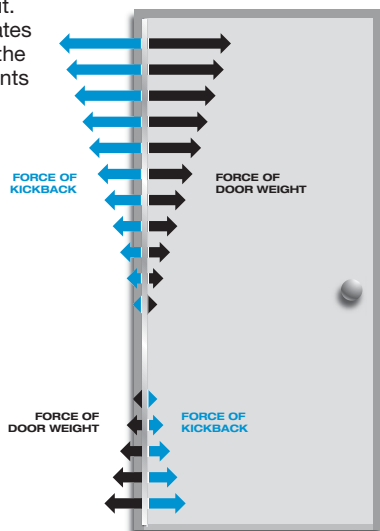 ates
the
nts
FORCE OF
KICKBACK
FORCE OF
DOOR WEIGHT
FORCE OF
DOOR WEIGHT
FORCE OF
KICKBACK